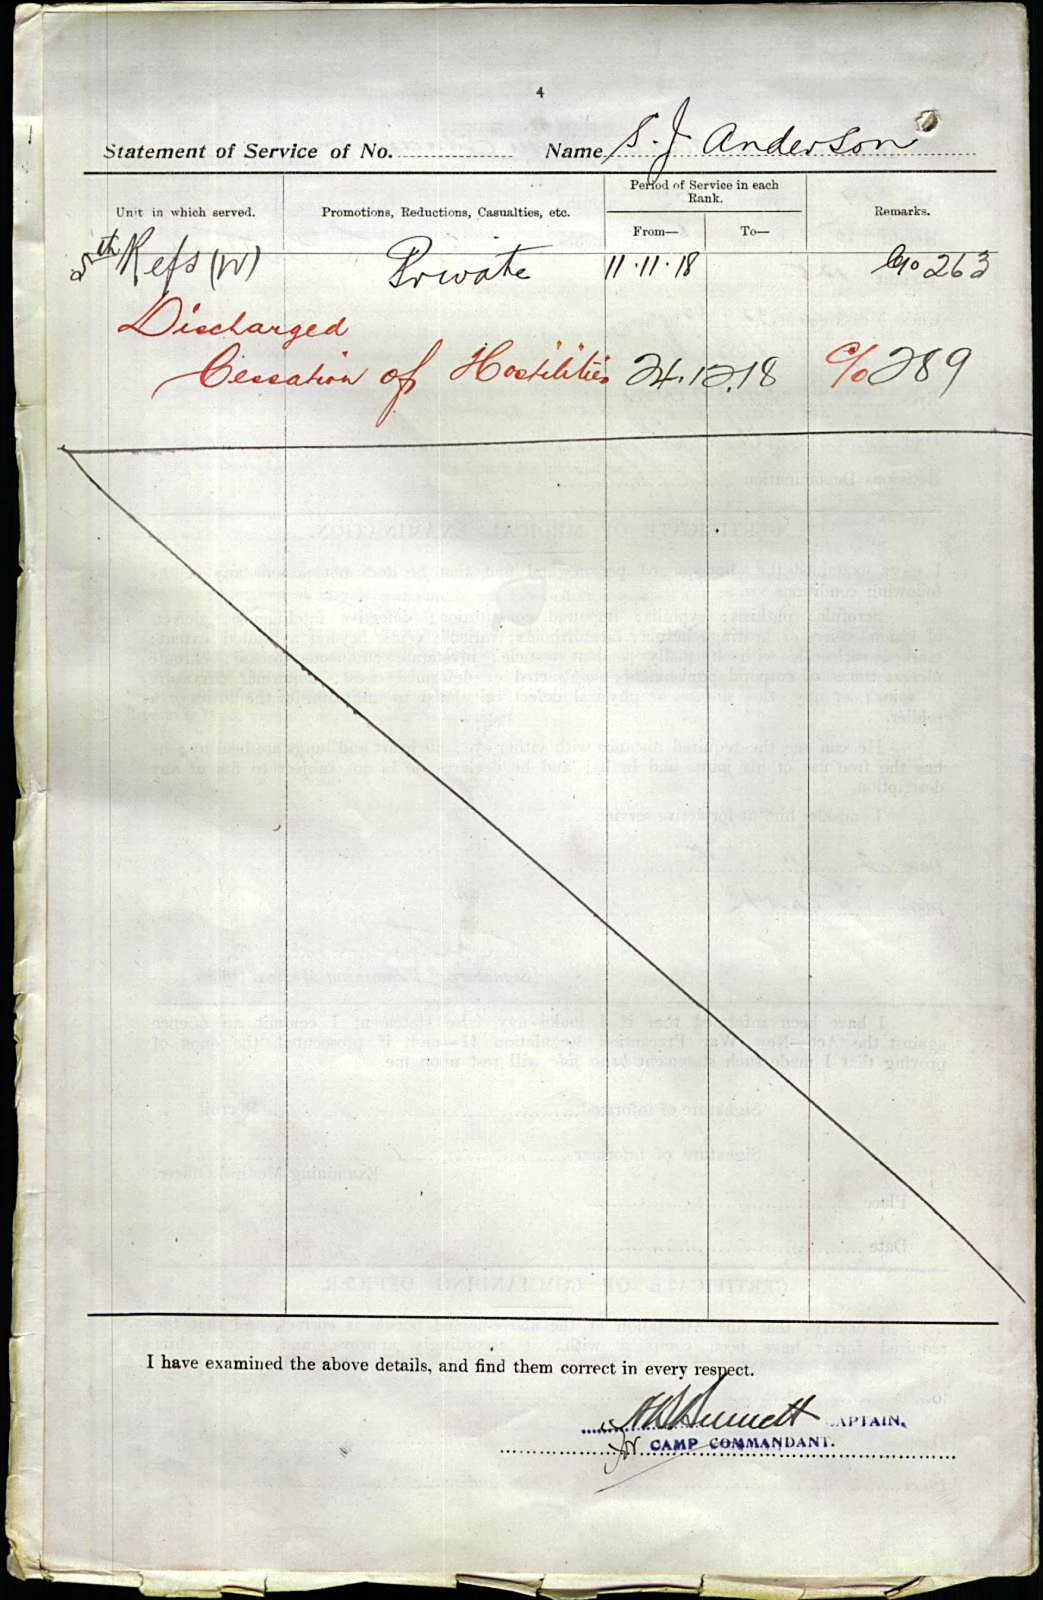 4
Statement of Service of No. Name S. J. Anderson
Unit in which served.
Promotions, Reductions, Casualties, etc.
Period of Service in each Rank.
From—
To—
Remarks.
Refs (W) Private 11.11.18 263
Discharged
Cessation of Hostilities 24.12.18 C/o 289
I have examined the above details, and find them correct in every respect.
CAPTAIN,
for CAMP COMMANDANT.